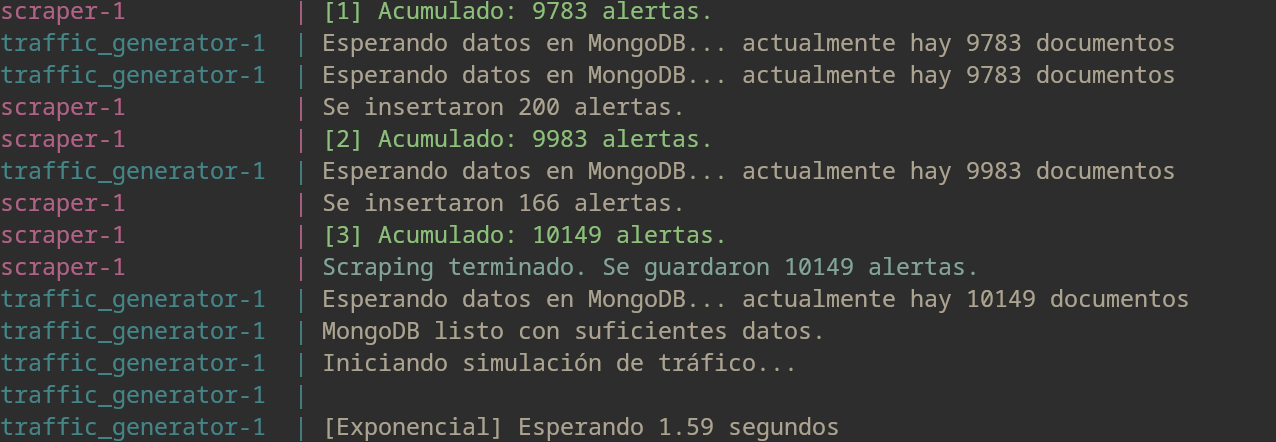 scraper-1             | [1] Acumulado: 9783 alertas.
traffic_generator-1   | Esperando datos en MongoDB... actualmente hay 9783 documentos
traffic_generator-1   | Esperando datos en MongoDB... actualmente hay 9783 documentos
scraper-1             | Se insertaron 200 alertas.
scraper-1             | [2] Acumulado: 9983 alertas.
traffic_generator-1   | Esperando datos en MongoDB... actualmente hay 9983 documentos
scraper-1             | Se insertaron 166 alertas.
scraper-1             | [3] Acumulado: 10149 alertas.
scraper-1             | Scraping terminado. Se guardaron 10149 alertas.
traffic_generator-1   | Esperando datos en MongoDB... actualmente hay 10149 documentos
traffic_generator-1   | MongoDB listo con suficientes datos.
traffic_generator-1   | Iniciando simulación de tráfico...
traffic_generator-1   |
traffic_generator-1   | [Exponencial] Esperando 1.59 segundos